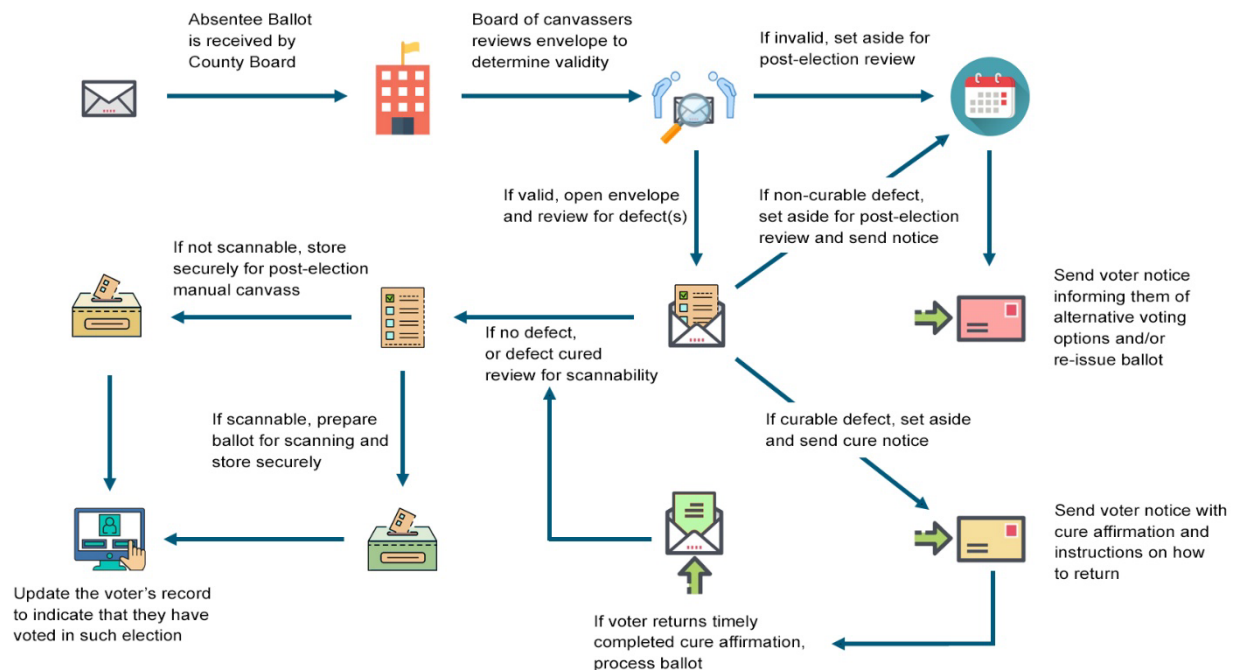 Absentee Ballot
is received by
County Board
Board of canvassers
reviews envelope to
determine validity
If invalid, set aside for
post-election review
If valid, open envelope
and review for defect(s)
If non-curable defect,
set aside for post-election
review and send notice
If not scannable, store
securely for post-election
manual canvass
Send voter notice
informing them of
alternative voting
options and/or
re-issue ballot
If no defect,
or defect cured
review for scannability
If scannable, prepare
ballot for scanning and
store securely
If curable defect, set aside
and send cure notice
Send voter notice with
cure affirmation and
instructions on how
to return
Update the voter’s record
to indicate that they have
voted in such election
If voter returns timely
completed cure affirmation,
process ballot